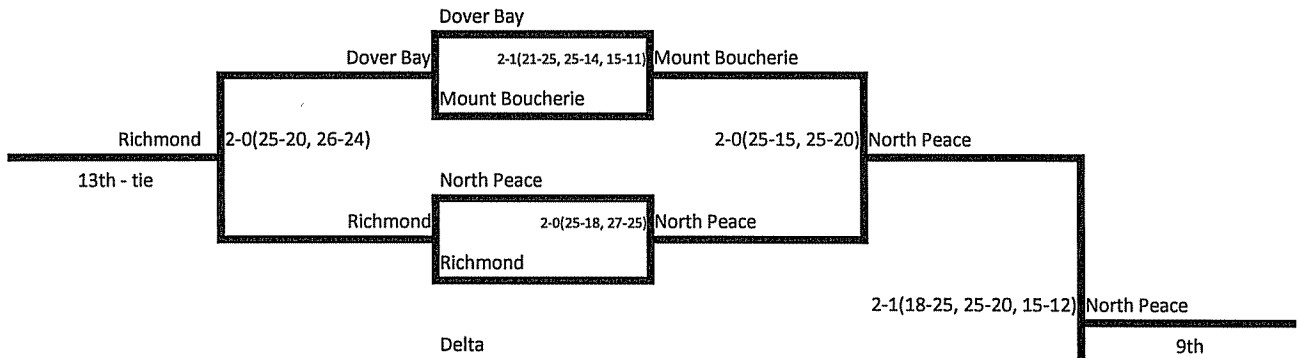 Dover Bay
Dover Bay 2-1(21-25, 25-14, 15-11) Mount Boucherie
Mount Boucherie
Richmond 2-0(25-20, 26-24) 2-0(25-15, 25-20) North Peace
13th - tie
North Peace
Richmond 2-0(25-18, 27-25) North Peace
Richmond
2-1(18-25, 25-20, 15-12) North Peace
Delta
9th